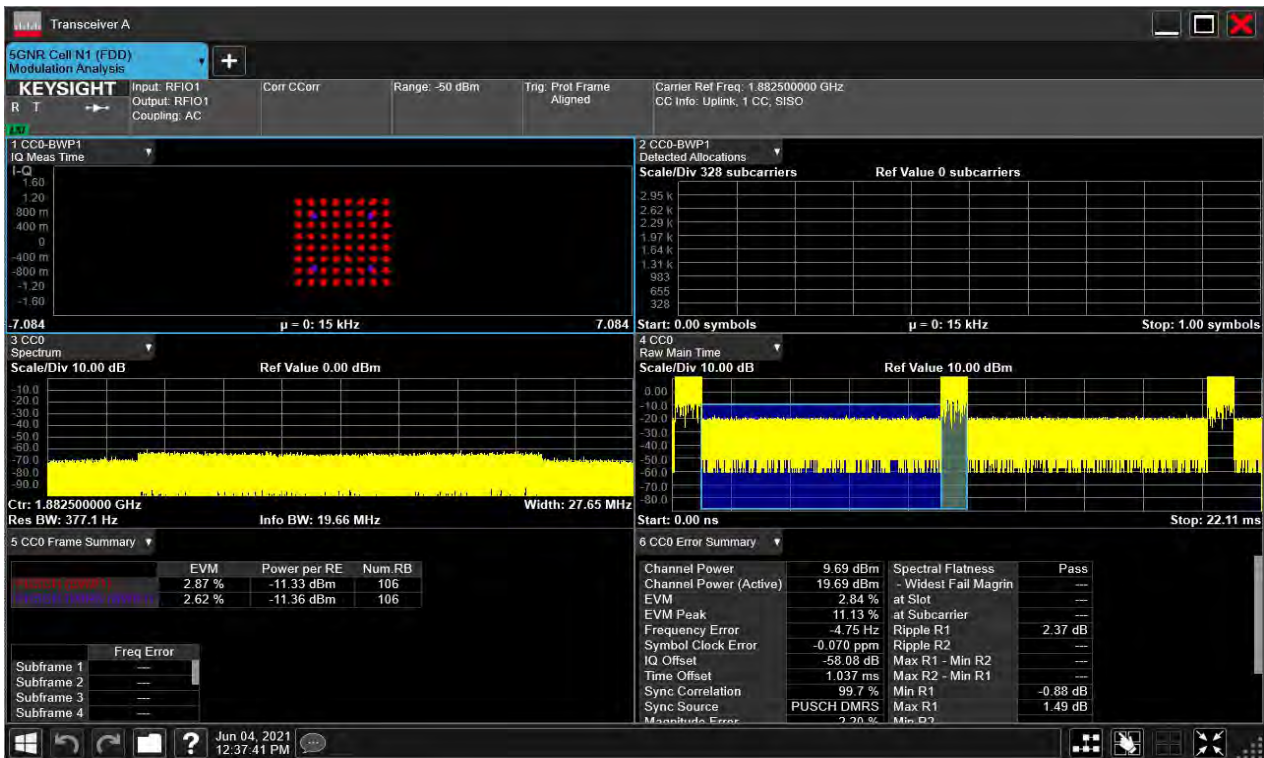 Transceiver A
5GNR Cell N1 (FDD)
Modulation Analysis
+
KEYSIGHT
R T
LXI
Input: RFIO1
Output: RFIO1
Coupling: AC
Corr CCorr
Range: -50 dBm
Trig: Prot Frame
Aligned
Carrier Ref Freq: 1.882500000 GHz
CC Info: Uplink, 1 CC, SISO
1 CC0-BWP1
IQ Meas Time
I-Q
1.60
1.20
800 m
400 m
0
-400 m
-800 m
-1.20
-1.60
-7.084 µ = 0: 15 kHz 7.084
2 CC0-BWP1
Detected Allocations
Scale/Div 328 subcarriers Ref Value 0 subcarriers
2.95 k
2.62 k
2.29 k
1.97 k
1.64 k
1.31 k
983
655
328
Start: 0.00 symbols µ = 0: 15 kHz Stop: 1.00 symbols
3 CC0
Spectrum
Scale/Div 10.00 dB Ref Value 0.00 dBm
-10.0
-20.0
-30.0
-40.0
-50.0
-60.0
-70.0
-80.0
-90.0
Ctr: 1.882500000 GHz Width: 27.65 MHz
Res BW: 377.1 Hz Info BW: 19.66 MHz
4 CC0
Raw Main Time
Scale/Div 10.00 dB Ref Value 10.00 dBm
0.00
-10.0
-20.0
-30.0
-40.0
-50.0
-60.0
-70.0
-80.0
Start: 0.00 ns Stop: 22.11 ms
5 CC0 Frame Summary
EVM Power per RE Num.RB
2.87 % -11.33 dBm 106
2.62 % -11.36 dBm 106
Freq Error
Subframe 1 ---
Subframe 2 ---
Subframe 3 ---
Subframe 4 ---
6 CC0 Error Summary
Channel Power 9.69 dBm Spectral Flatness Pass
Channel Power (Active) 19.69 dBm - Widest Fail Magrin ---
EVM 2.84 % at Slot ---
EVM Peak 11.13 % at Subcarrier ---
Frequency Error -4.75 Hz Ripple R1 2.37 dB
Symbol Clock Error -0.070 ppm Ripple R2 ---
IQ Offset -58.08 dB Max R1 - Min R2 ---
Time Offset 1.037 ms Max R2 - Min R1 ---
Sync Correlation 99.7 % Min R1 -0.88 dB
Sync Source PUSCH DMRS Max R1 1.49 dB
Magnitude Error 2.20 % Min R2
?
Jun 04, 2021
12:37:41 PM